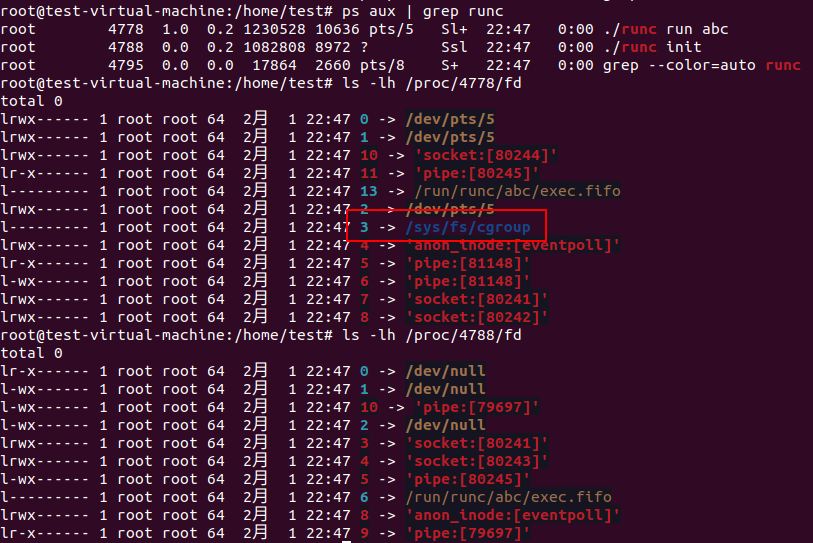 root@test-virtual-machine:/home/test# ps aux | grep runc
root        4778  1.0  0.2 1230528 10636 pts/5   Sl+  22:47   0:00 ./runc run abc
root        4788  0.0  0.2 1082808 8972 ?        Ssl  22:47   0:00 ./runc init
root        4795  0.0  0.0  17864  2660 pts/8    S+   22:47   0:00 grep --color=auto runc
root@test-virtual-machine:/home/test# ls -lh /proc/4778/fd
total 0
lrwx------ 1 root root 64  2月   1 22:47 0 -> /dev/pts/5
lrwx------ 1 root root 64  2月   1 22:47 1 -> /dev/pts/5
lrwx------ 1 root root 64  2月   1 22:47 10 -> 'socket:[80244]'
lr-x------ 1 root root 64  2月   1 22:47 11 -> 'pipe:[80245]'
l--------- 1 root root 64  2月   1 22:47 13 -> /run/runc/abc/exec.fifo
lrwx------ 1 root root 64  2月   1 22:47 2 -> /dev/pts/5
l--------- 1 root root 64  2月   1 22:47 3 -> /sys/fs/cgroup
lrwx------ 1 root root 64  2月   1 22:47 4 -> 'anon_inode:[eventpoll]'
lr-x------ 1 root root 64  2月   1 22:47 5 -> 'pipe:[81148]'
l-wx------ 1 root root 64  2月   1 22:47 6 -> 'pipe:[81148]'
lrwx------ 1 root root 64  2月   1 22:47 7 -> 'socket:[80241]'
lrwx------ 1 root root 64  2月   1 22:47 8 -> 'socket:[80242]'
root@test-virtual-machine:/home/test# ls -lh /proc/4788/fd
total 0
lr-x------ 1 root root 64  2月   1 22:47 0 -> /dev/null
l-wx------ 1 root root 64  2月   1 22:47 1 -> /dev/null
l-wx------ 1 root root 64  2月   1 22:47 10 -> 'pipe:[79697]'
l-wx------ 1 root root 64  2月   1 22:47 2 -> /dev/null
lrwx------ 1 root root 64  2月   1 22:47 3 -> 'socket:[80241]'
lrwx------ 1 root root 64  2月   1 22:47 4 -> 'socket:[80243]'
l-wx------ 1 root root 64  2月   1 22:47 5 -> 'pipe:[80245]'
l--------- 1 root root 64  2月   1 22:47 6 -> /run/runc/abc/exec.fifo
lrwx------ 1 root root 64  2月   1 22:47 8 -> 'anon_inode:[eventpoll]'
lr-x------ 1 root root 64  2月   1 22:47 9 -> 'pipe:[79697]'